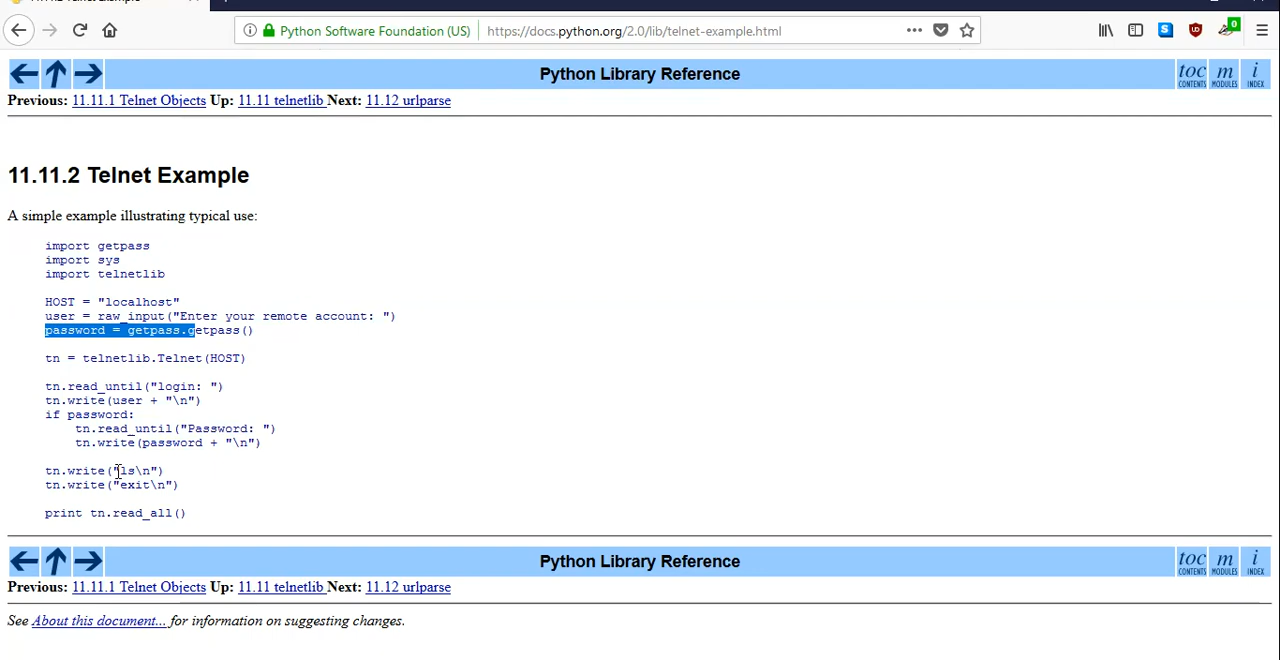 Python Software Foundation (US) https://docs.python.org/2.0/lib/telnet-example.html
0
Python Library Reference
toc CONTENTS m MODULES i INDEX
Previous: 11.11.1 Telnet Objects Up: 11.11 telnetlib Next: 11.12 urlparse
11.11.2 Telnet Example
A simple example illustrating typical use:
import getpass
import sys
import telnetlib
HOST = "localhost"
user = raw_input("Enter your remote account: ")
password = getpass.getpass()
tn = telnetlib.Telnet(HOST)
tn.read_until("login: ")
tn.write(user + "\n")
if password:
tn.read_until("Password: ")
tn.write(password + "\n")
tn.write("ls\n")
tn.write("exit\n")
print tn.read_all()
Python Library Reference
toc CONTENTS m MODULES i INDEX
Previous: 11.11.1 Telnet Objects Up: 11.11 telnetlib Next: 11.12 urlparse
See About this document... for information on suggesting changes.